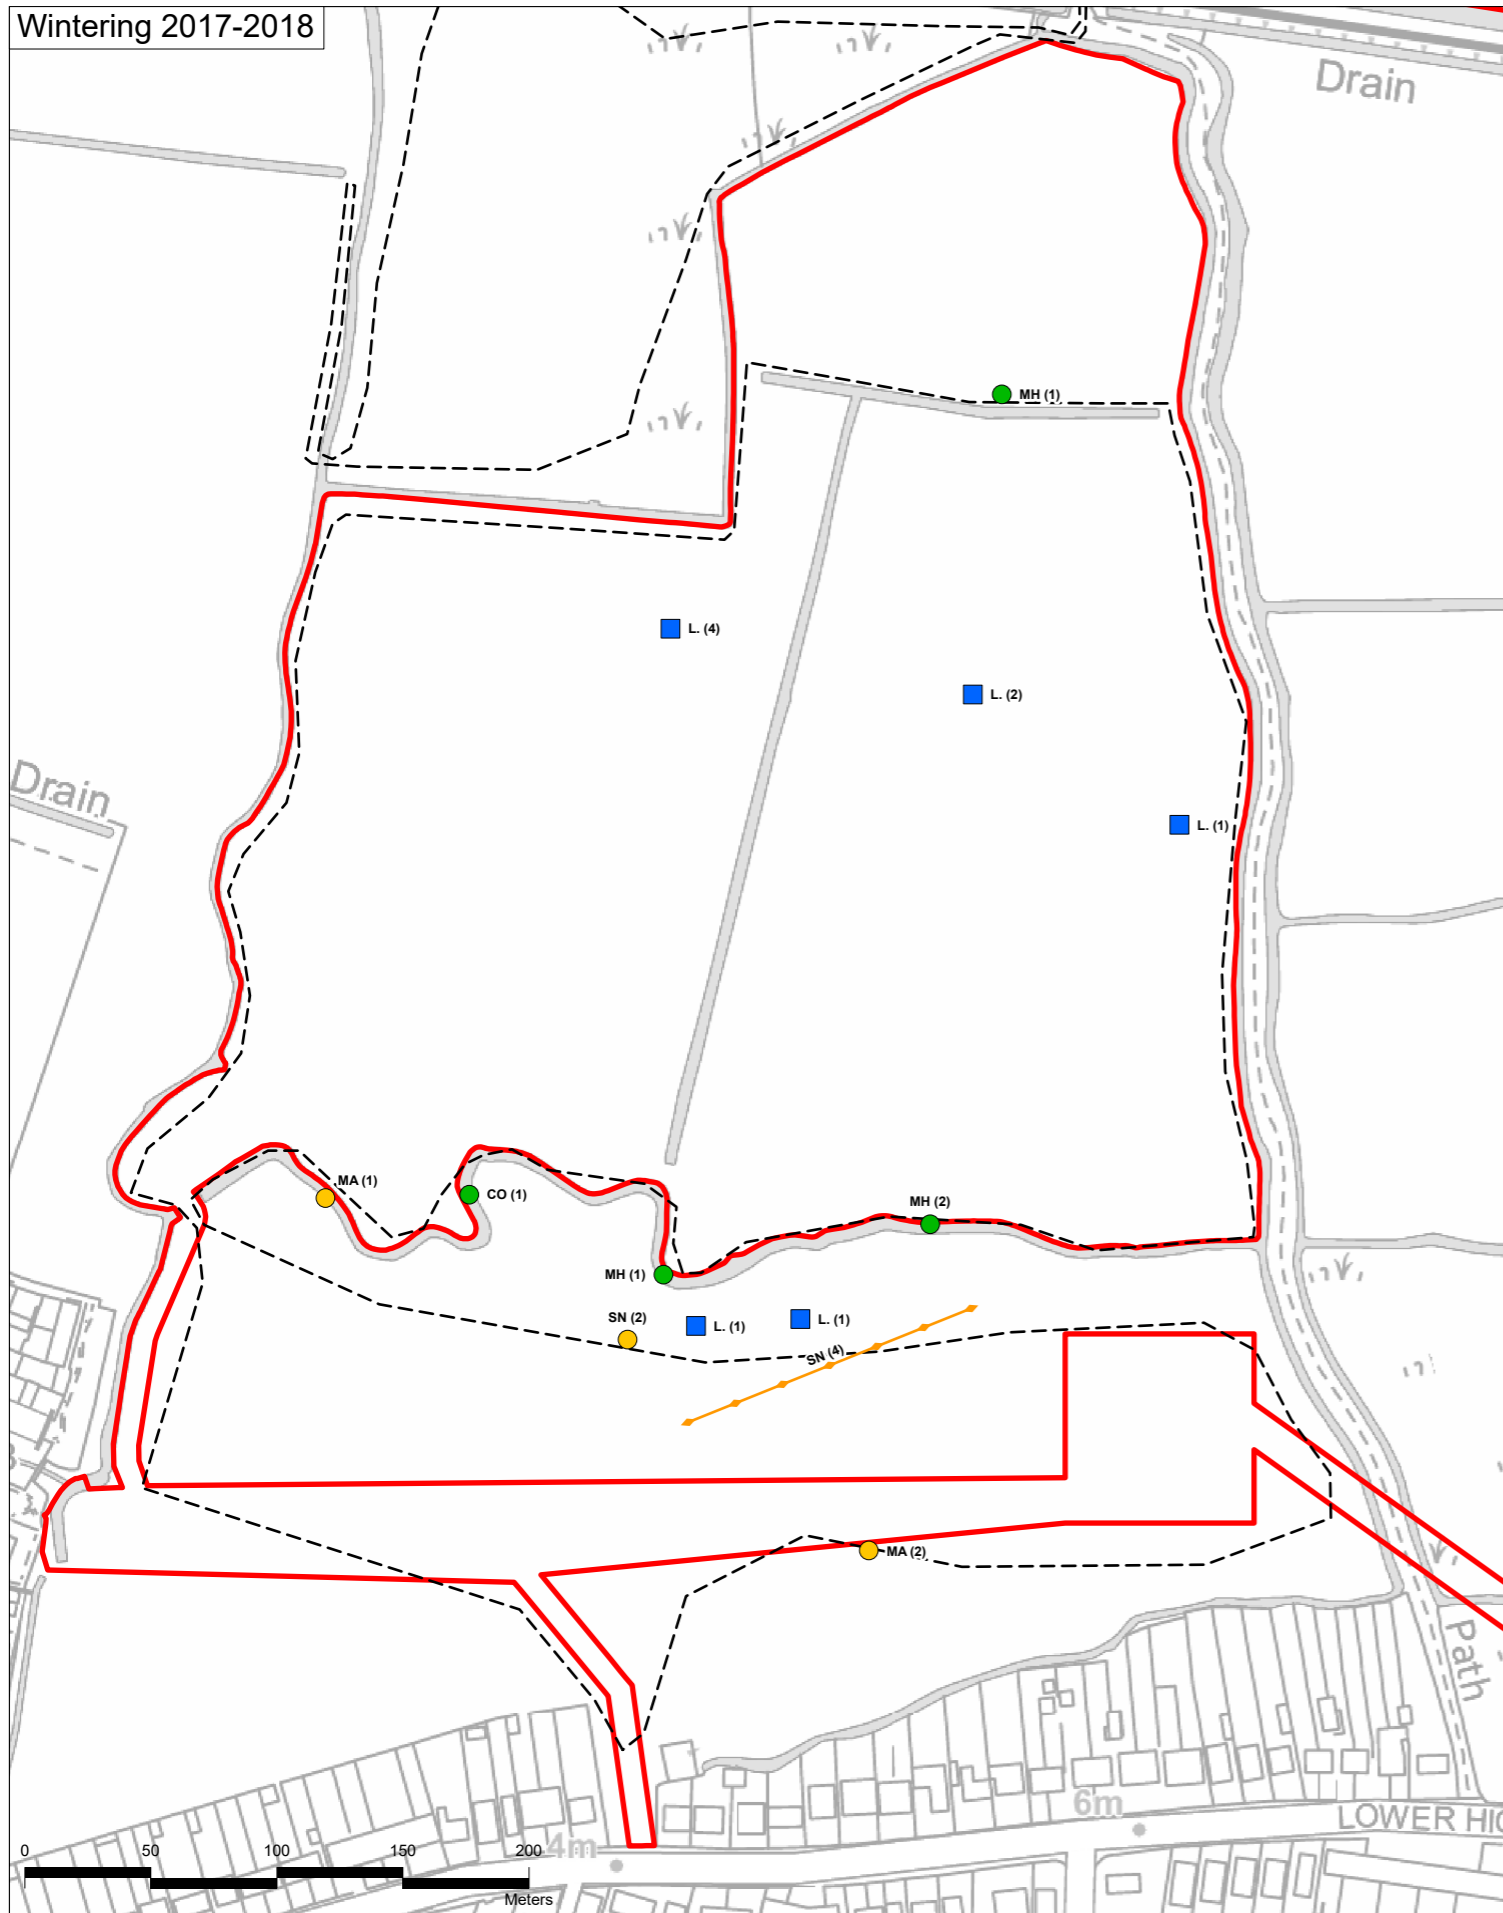 Wintering 2017-2018
Drain
MH (1)
L. (4)
L. (2)
Drain
L. (1)
MA (1)
CO (1)
MH (2)
MH (1)
SN (2)
L. (1)
L. (1)
SN (4)
MA (2)
Path
6m
LOWER HIG
4m
0 50 100 150 200
Meters